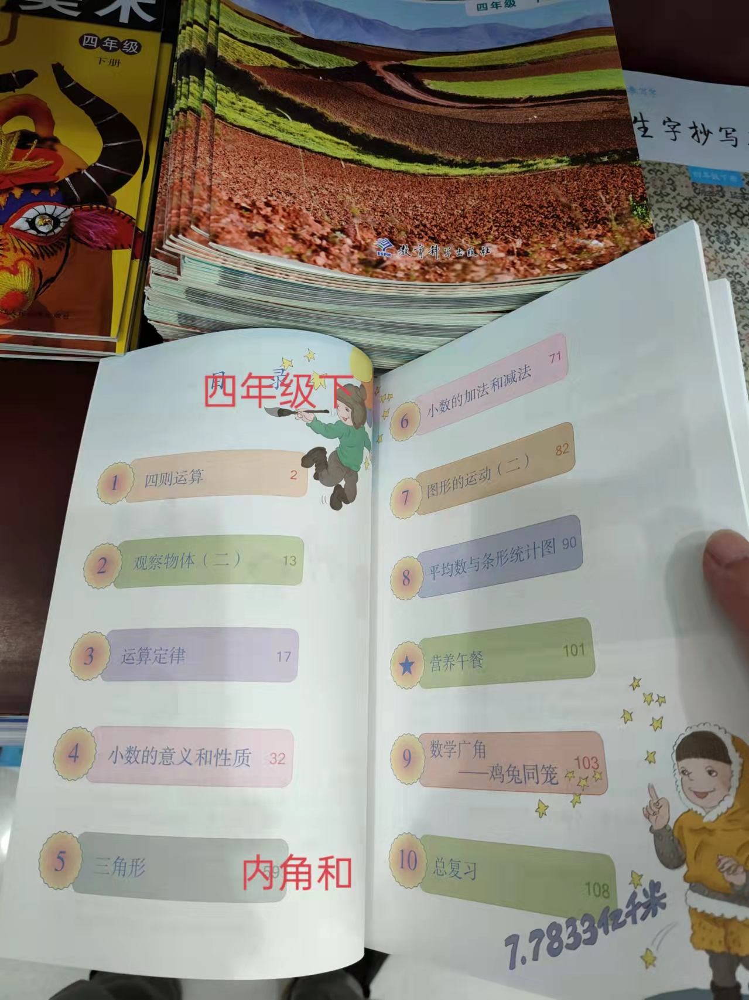 美术
四年级
下册
四年级
教育科学出版社
ESPH
生字抄写
四年级下册
目录
四年级下
1 四则运算 2
2 观察物体（二） 13
3 运算定律 17
4 小数的意义和性质 32
5 三角形 59
内角和
6 小数的加法和减法 71
7 图形的运动（二） 82
8 平均数与条形统计图 90
★ 营养午餐 101
9 数学广角
——鸡兔同笼 103
10 总复习 108
7.7833亿千米